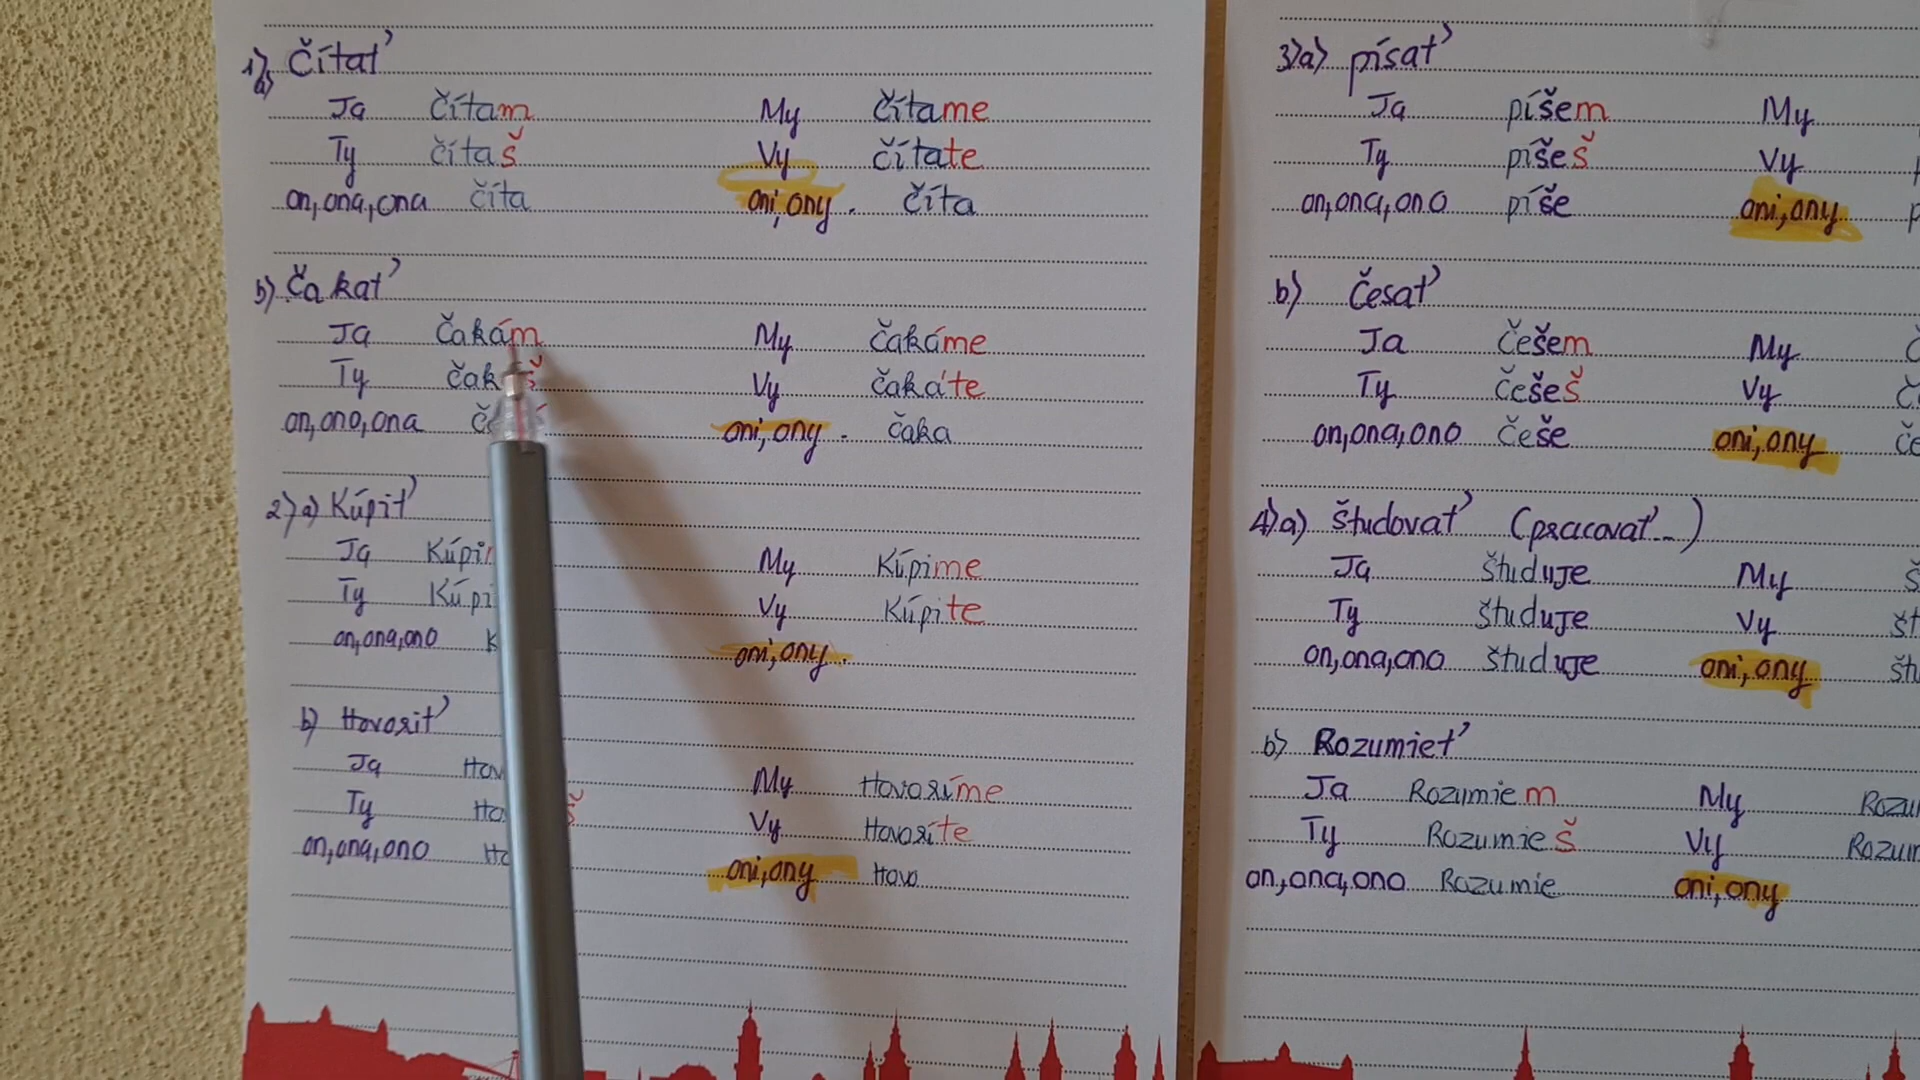 1) a) Čítať
Ja čítam My čítame
Ty čítaš Vy čítate
on, ona, ona číta oni, ony. číta
b) Čakať
Ja čakám My čakáme
Ty Vy čakáte
on, ono, ona oni, ony. čaka
2) a) Kúpiť
Ja My Kúpime
Ty Vy Kúpite
on, ona, ono oni, ony.
b) Hovoriť
Ja My Hovoríme
Ty Vy Hovoríte
on, ona, ono oni, ony Hovo
3) a) písať
Ja píšem My
Ty píšeš Vy
on, ona, ono píše oni, ony
b) Česať
Ja Češem My
Ty Češeš Vy
on, ona, ono Češe oni, ony
4) a) študovať (pracovať...)
Ja študuje My
Ty študuje Vy
on, ona, ono študuje oni, ony
b) Rozumieť
Ja Rozumiem My
Ty Rozumieš Vy
on, ona, ono Rozumie oni, ony